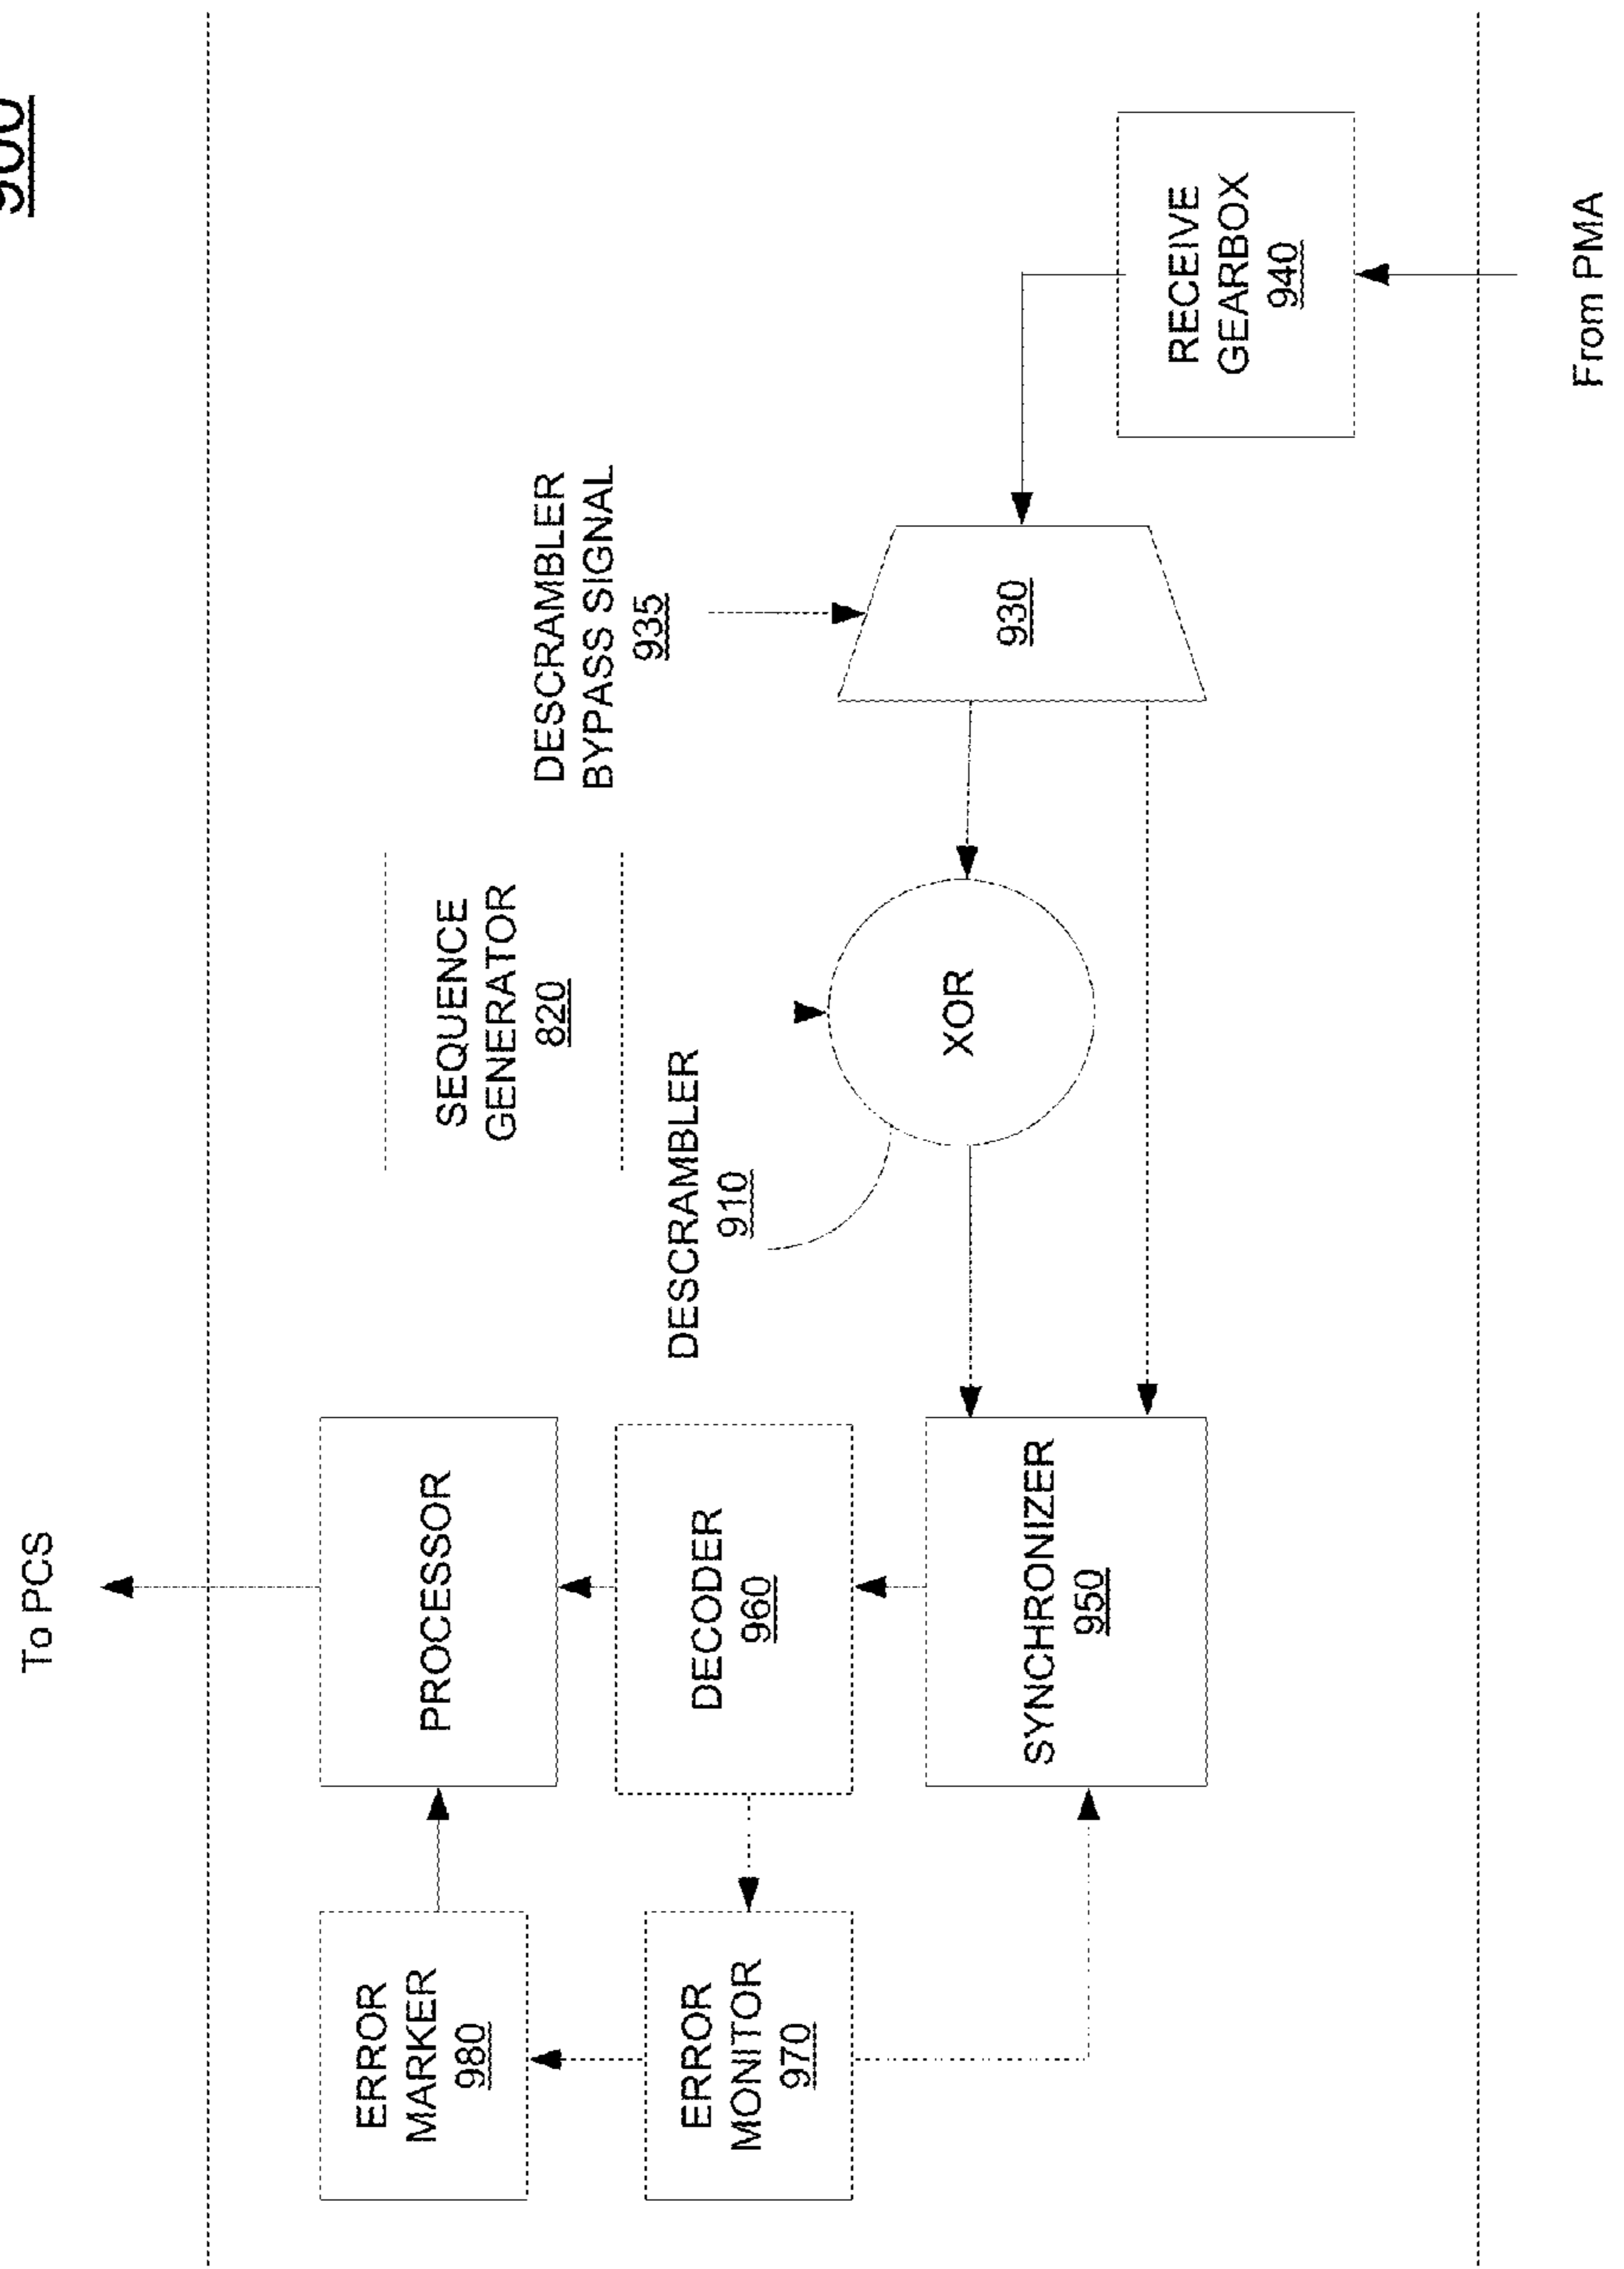 900
To PCS
PROCESSOR
ERROR
MARKER
980
DECODER
960
ERROR
MONITOR
970
SYNCHRONIZER
950
SEQUENCE
GENERATOR
820
DESCRAMBLER
910
XOR
DESCRAMBLER
BYPASS SIGNAL
935
930
RECEIVE
GEARBOX
940
From PMA